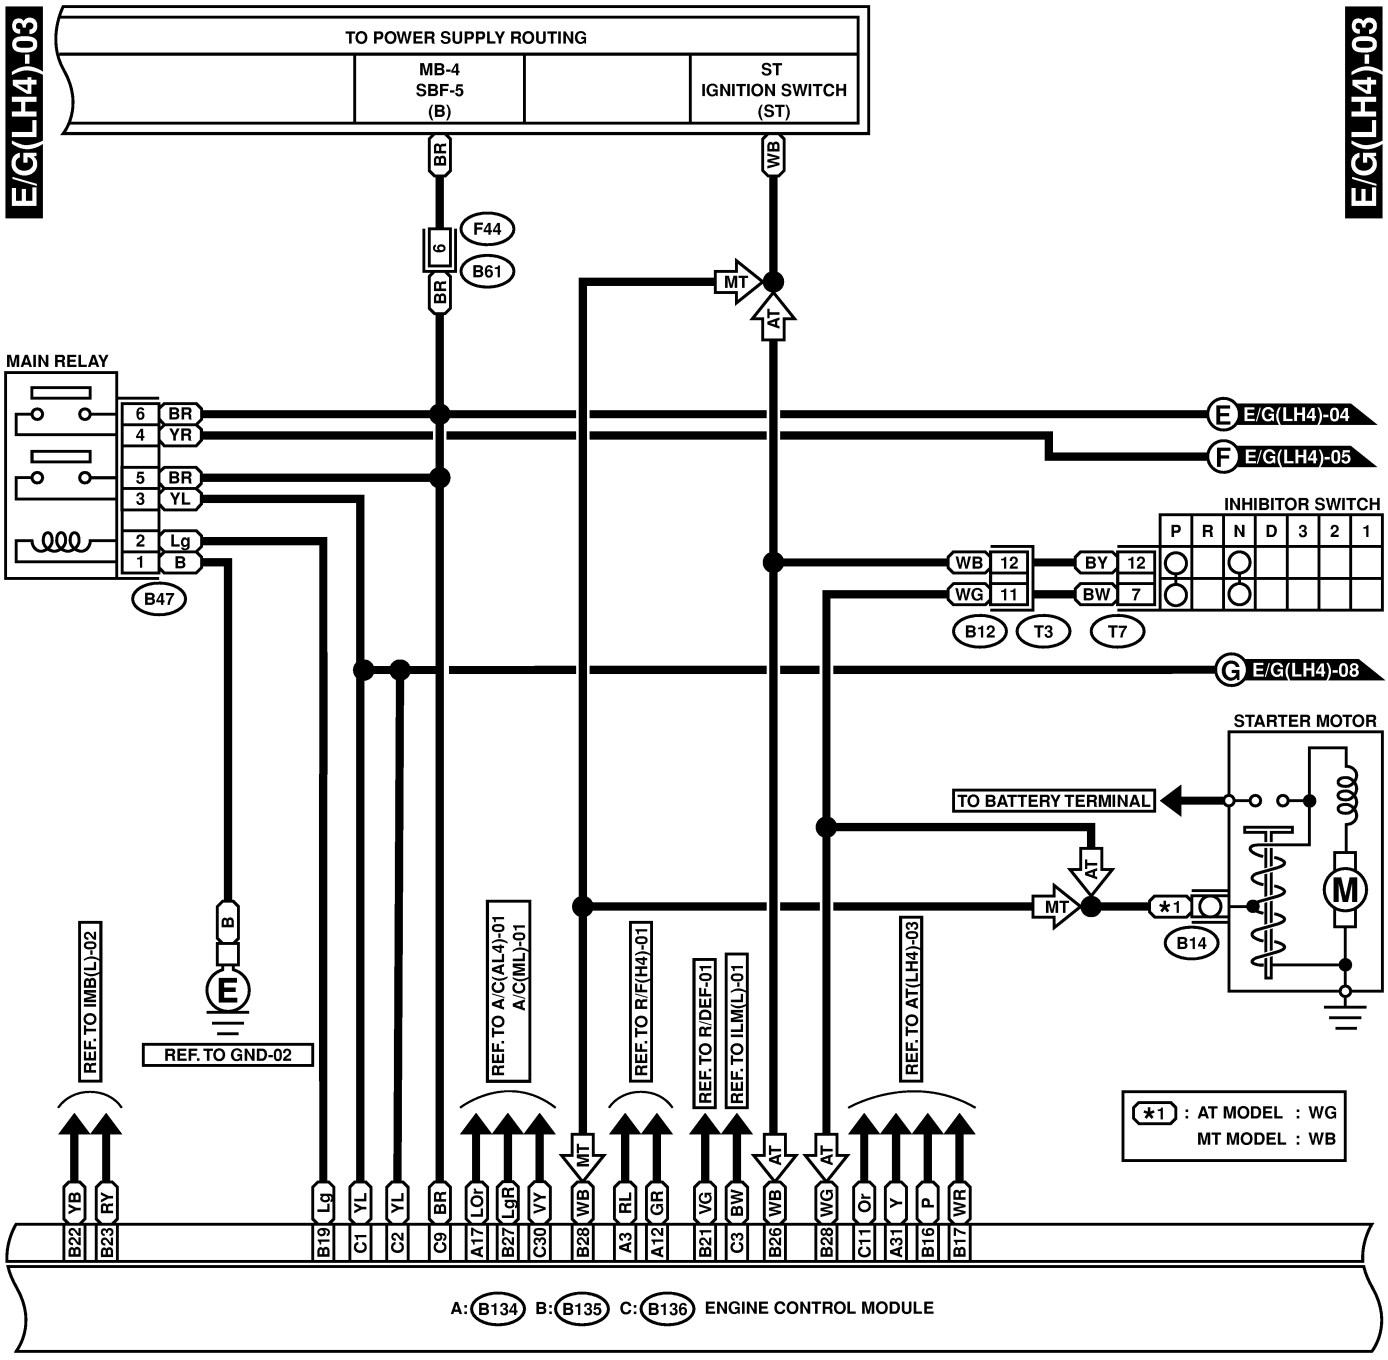 E/G(LH4)-03
E/G(LH4)-03
TO POWER SUPPLY ROUTING
MB-4
SBF-5
(B)
ST
IGNITION SWITCH
(ST)
BR
WB
6
F44
B61
BR
MT
AT
MAIN RELAY
6 BR
4 YR
5 BR
3 YL
2 Lg
1 B
B47
E E/G(LH4)-04
F E/G(LH4)-05
INHIBITOR SWITCH
P R N D 3 2 1
WB 12 BY 12
WG 11 BW 7
B12 T3 T7
G E/G(LH4)-08
STARTER MOTOR
TO BATTERY TERMINAL
AT
MT
*1
B14
M
B
E
REF. TO GND-02
REF. TO IMB(L)-02
REF. TO A/C(AL4)-01
A/C(ML)-01
REF. TO R/F(H4)-01
REF. TO R/DEF-01
REF. TO ILM(L)-01
REF. TO AT(LH4)-03
*1 : AT MODEL : WG
MT MODEL : WB
MT AT AT
YB RY Lg YL YL BR LOr LgR VY WB RL GR VG BW WB WG Or Y P WR
B22 B23 B19 C1 C2 C9 A17 B27 C30 B28 A3 A12 B21 C3 B26 B28 C11 A31 B16 B17
A: B134 B: B135 C: B136 ENGINE CONTROL MODULE